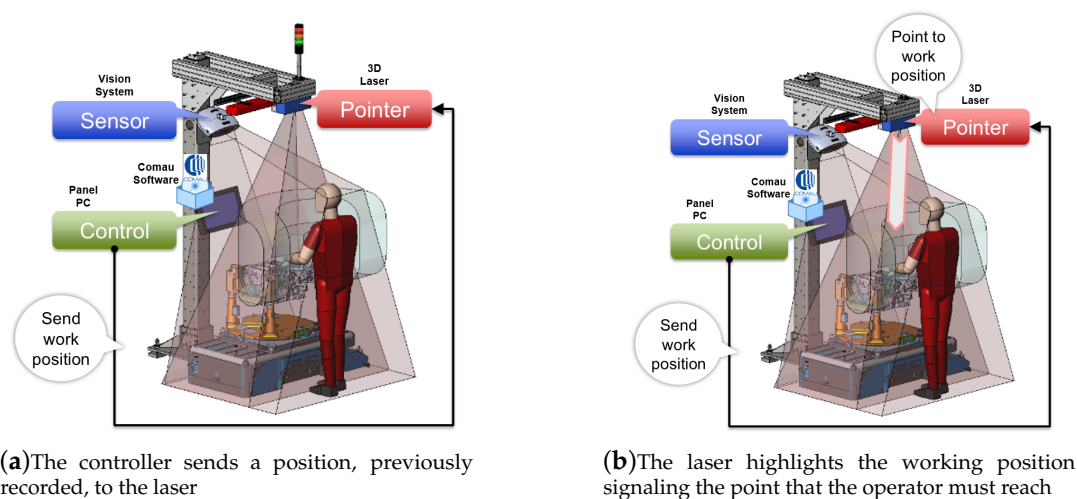 Vision
System
Sensor
3D
Laser
Pointer
Comau
Software
COMAU
Panel
PC
Control
Send
work
position
(a)The controller sends a position, previously
recorded, to the laser
Point to
work
position
Vision
System
Sensor
3D
Laser
Pointer
Comau
Software
COMAU
Panel
PC
Control
Send
work
position
(b)The laser highlights the working position
signaling the point that the operator must reach